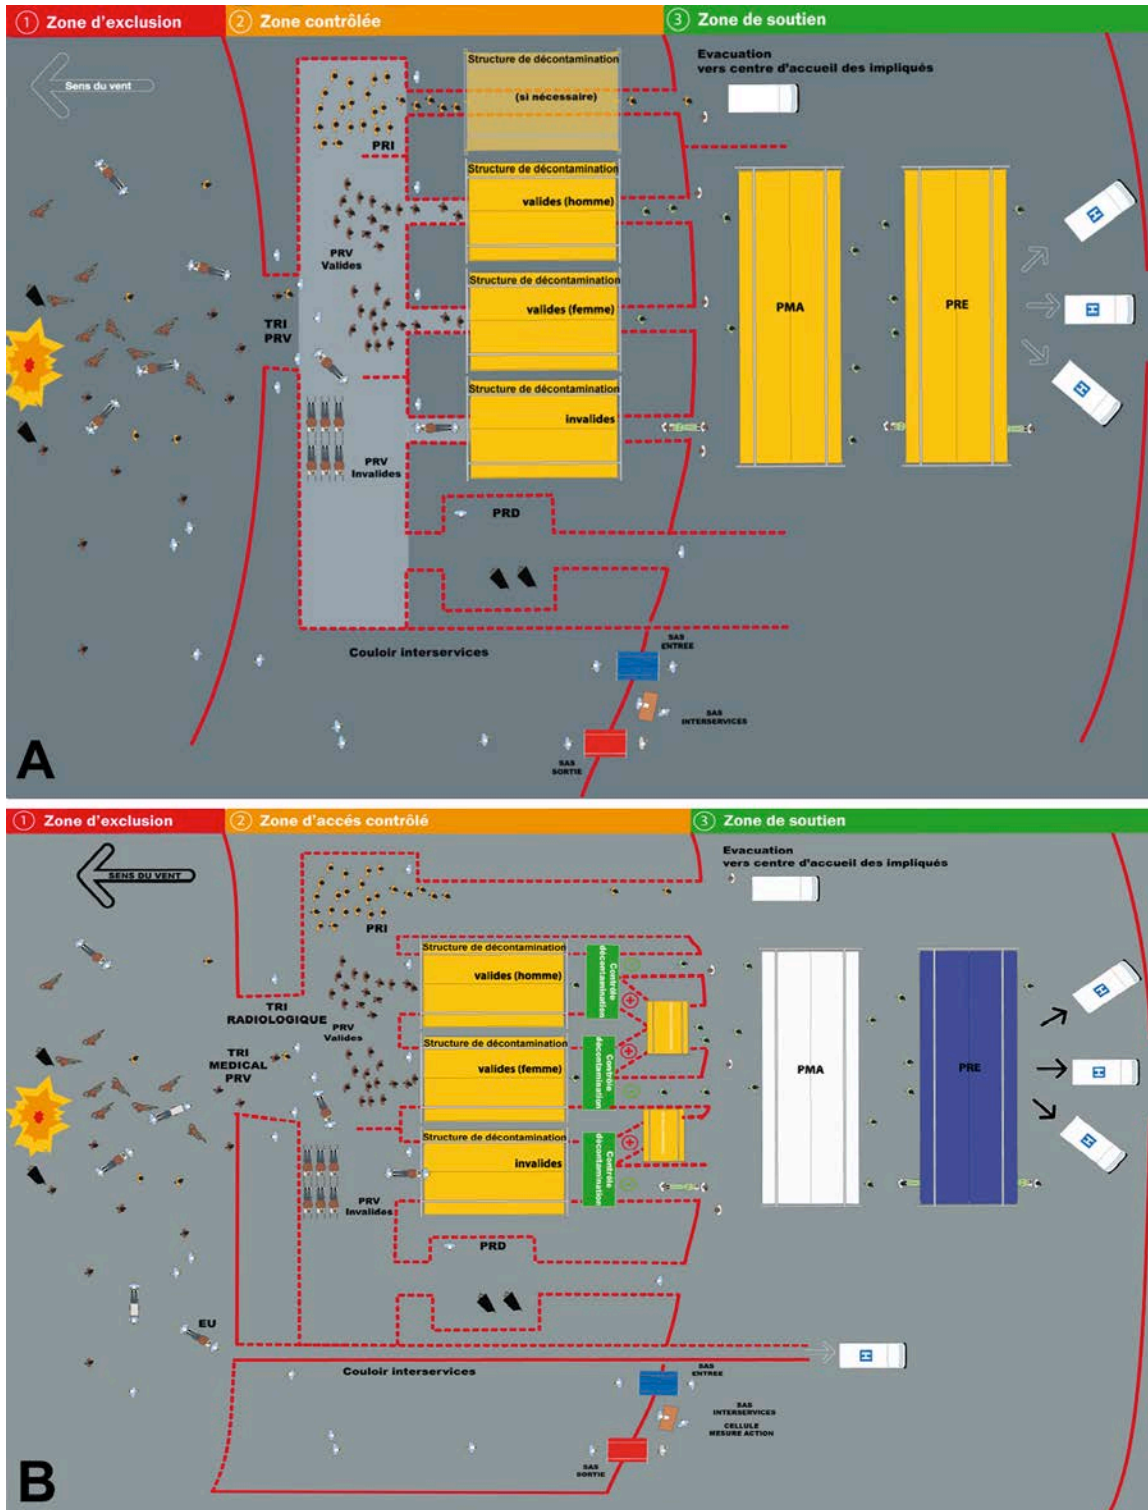 1 Zone d'exclusion
2 Zone contrôlée
3 Zone de soutien
Sens du vent
Structure de décontamination
(si nécessaire)
Evacuation
vers centre d'accueil des impliqués
PRI
Structure de décontamination
valides (homme)
PRV
Valides
Structure de décontamination
valides (femme)
TRI
PRV
PMA
PRE
H
H
H
Structure de décontamination
invalides
PRV
Invalides
PRD
Couloir interservices
SAS
ENTREE
SAS
INTERSERVICES
SAS
SORTIE
A
1 Zone d'exclusion
2 Zone d'accés contrôlé
3 Zone de soutien
SENS DU VENT
Evacuation
vers centre d'accueil des impliqués
PRI
Structure de décontamination
valides (homme)
Contrôle
décontamination
TRI
RADIOLOGIQUE
PRV
Valides
TRI
MEDICAL
PRV
Structure de décontamination
valides (femme)
Contrôle
décontamination
PMA
PRE
H
H
H
Structure de décontamination
invalides
Contrôle
décontamination
PRV
Invalides
PRD
EU
H
Couloir interservices
SAS
ENTREE
SAS
INTERSERVICES
CELLULE
MESURE ACTION
SAS
SORTIE
B